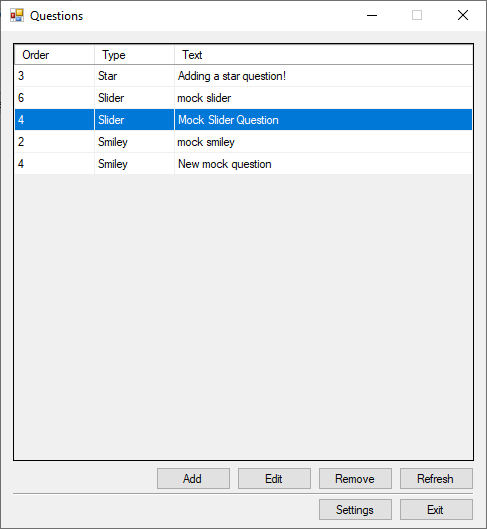 Questions
Order Type Text
3 Star Adding a star question!
6 Slider mock slider
4 Slider Mock Slider Question
2 Smiley mock smiley
4 Smiley New mock question
Add Edit Remove Refresh
Settings Exit